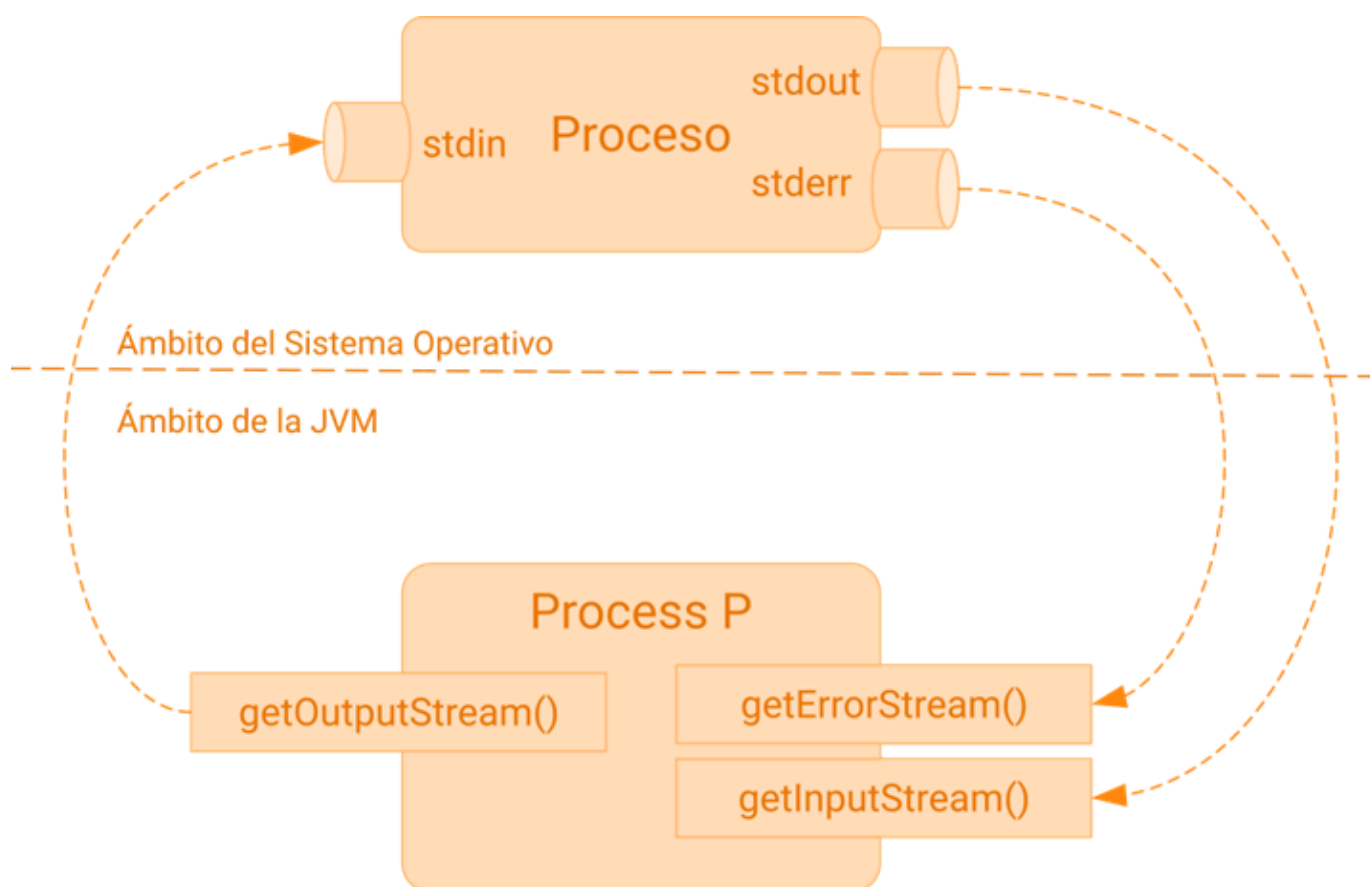 stdout
stdin
Proceso
stderr
Ámbito del Sistema Operativo
Ámbito de la JVM
Process P
getOutputStream()
getErrorStream()
getInputStream()